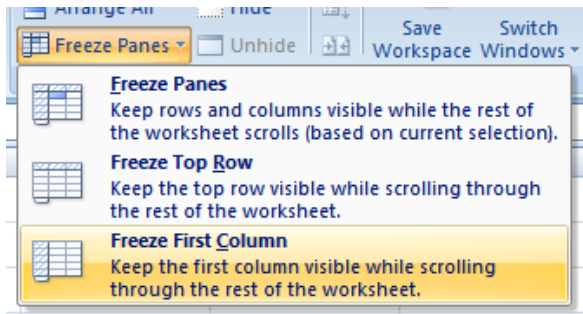 Arrange All Hide
Save Switch
Freeze Panes Unhide Workspace Windows
Freeze Panes
Keep rows and columns visible while the rest of
the worksheet scrolls (based on current selection).
Freeze Top Row
Keep the top row visible while scrolling through
the rest of the worksheet.
Freeze First Column
Keep the first column visible while scrolling
through the rest of the worksheet.